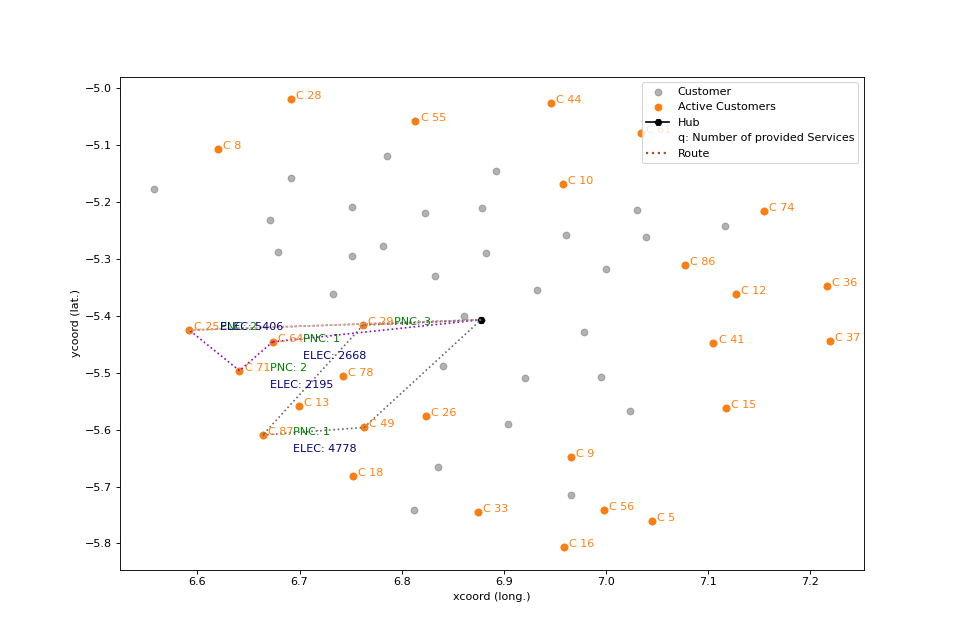 C 28
C 44
C 55
C 8
C 10
C 74
C 86
C 36
C 12
C 37
C 41
C 15
C 25
ELEC: 5406
C 29
PNC: 3
C 64
PNC: 1
ELEC: 2668
C 71
PNC: 2
ELEC: 2195
C 78
C 13
C 26
C 49
C 87
PNC: 1
ELEC: 4778
C 18
C 9
C 33
C 56
C 5
C 16
Customer
Active Customers
Hub
q: Number of provided Services
Route
−5.0
−5.1
−5.2
−5.3
−5.4
−5.5
−5.6
−5.7
−5.8
ycoord (lat.)
6.6
6.7
6.8
6.9
7.0
7.1
7.2
xcoord (long.)